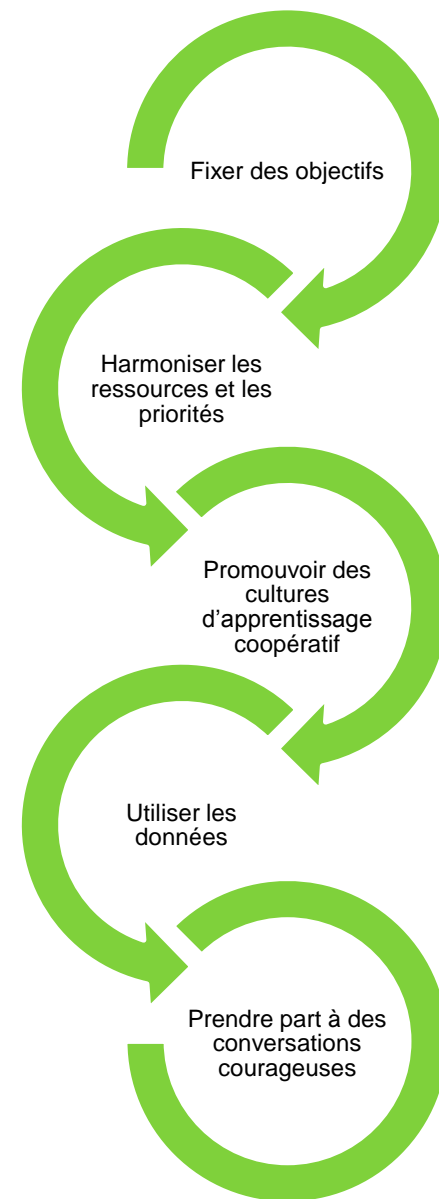 Fixer des objectifs
Harmoniser les
ressources et les
priorités
Promouvoir des
cultures
d’apprentissage
coopératif
Utiliser les
données
Prendre part à des
conversations
courageuses